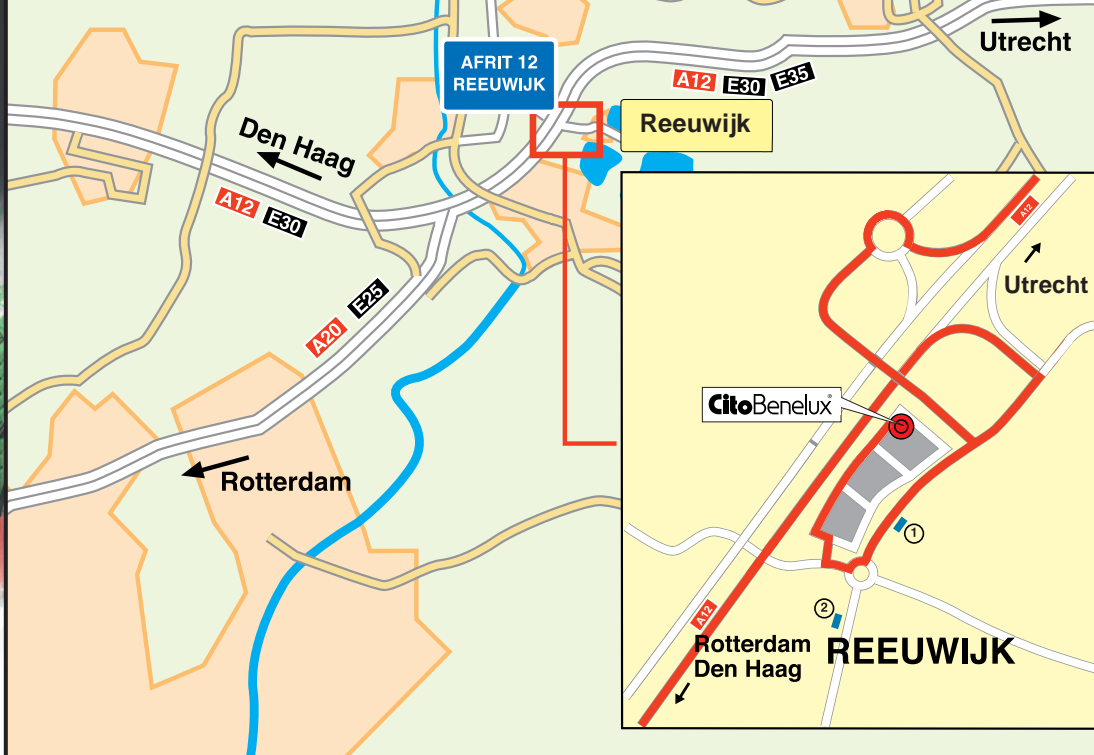 Utrecht
AFRIT 12
REEUWIJK
A12 E30 E35
Reeuwijk
Den Haag
A12 E30
A20 E25
Rotterdam
A12
Utrecht
CitoBenelux®
1
2
A12
Rotterdam
Den Haag
REEUWIJK